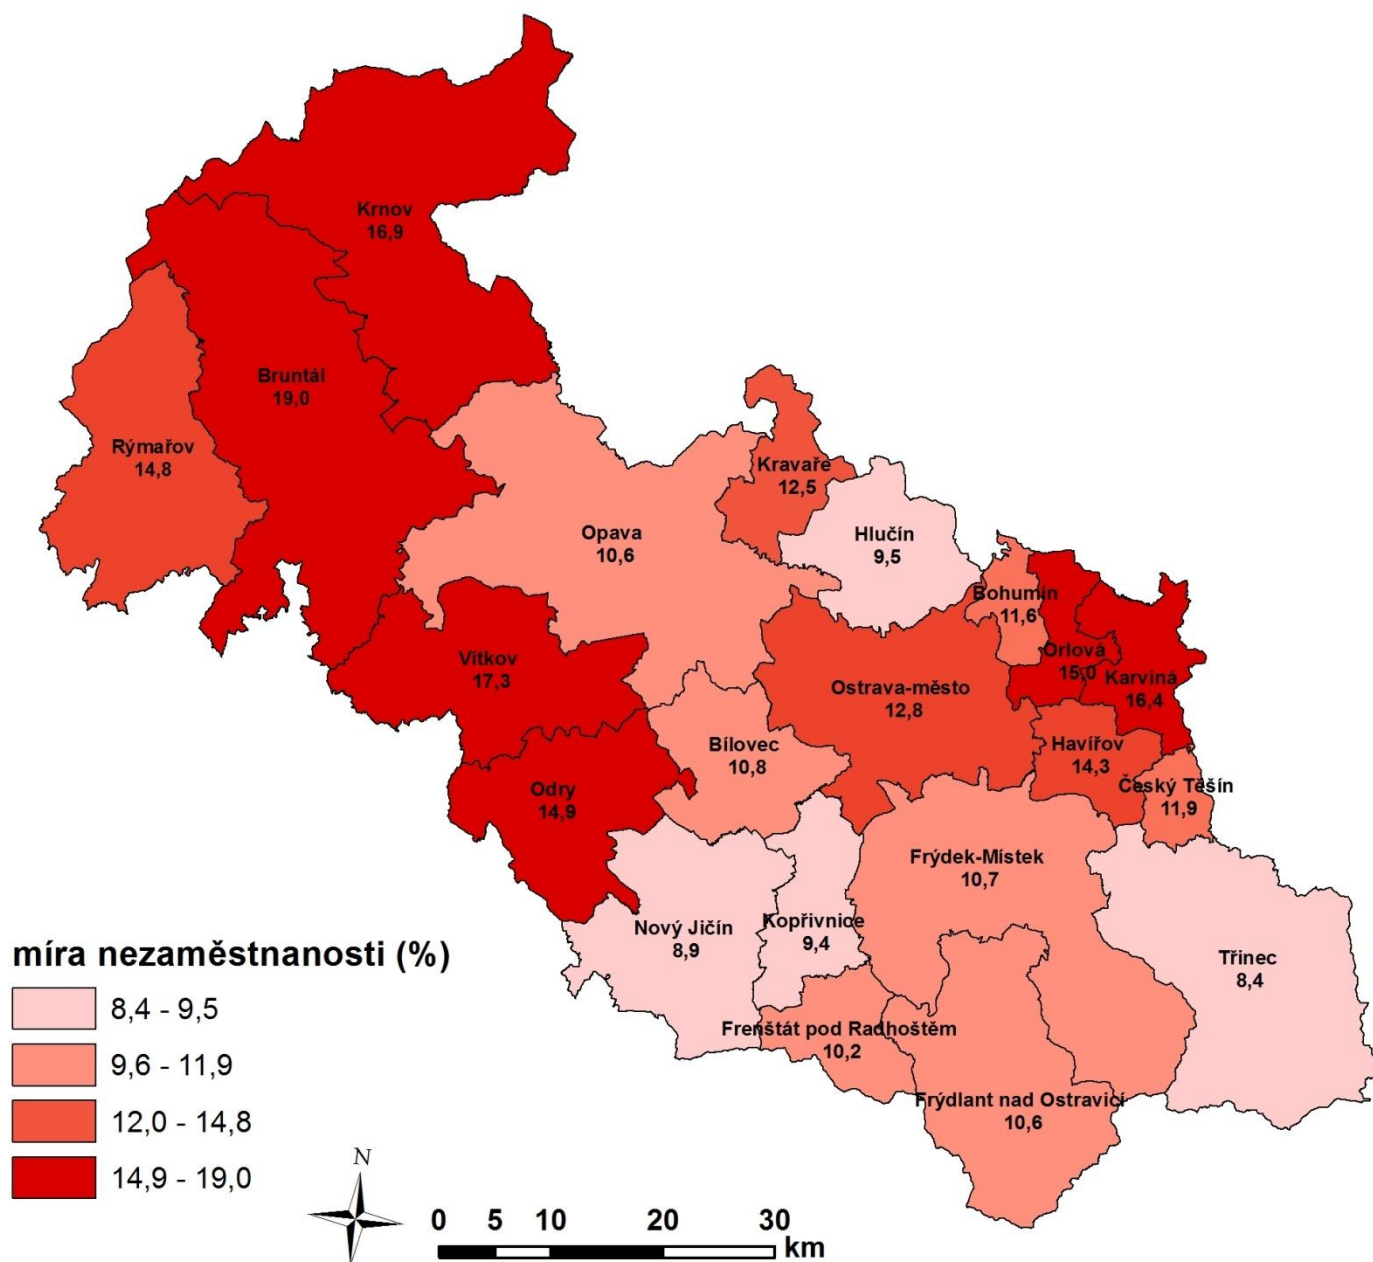 Krnov
16,9
Bruntál
19,0
Rýmařov
14,8
Kravaře
12,5
Opava
10,6
Hlučín
9,5
Bohumín
11,6
Orlová
15,0
Karviná
16,4
Vítkov
17,3
Ostrava-město
12,8
Havířov
14,3
Bílovec
10,8
Český Těšín
11,9
Odry
14,9
Frýdek-Místek
10,7
Nový Jičín
8,9
Kopřivnice
9,4
Třinec
8,4
Frenštát pod Radhoštěm
10,2
Frýdlant nad Ostravicí
10,6
míra nezaměstnanosti (%)
8,4 - 9,5
9,6 - 11,9
12,0 - 14,8
14,9 - 19,0
N
0 5 10 20 30
km